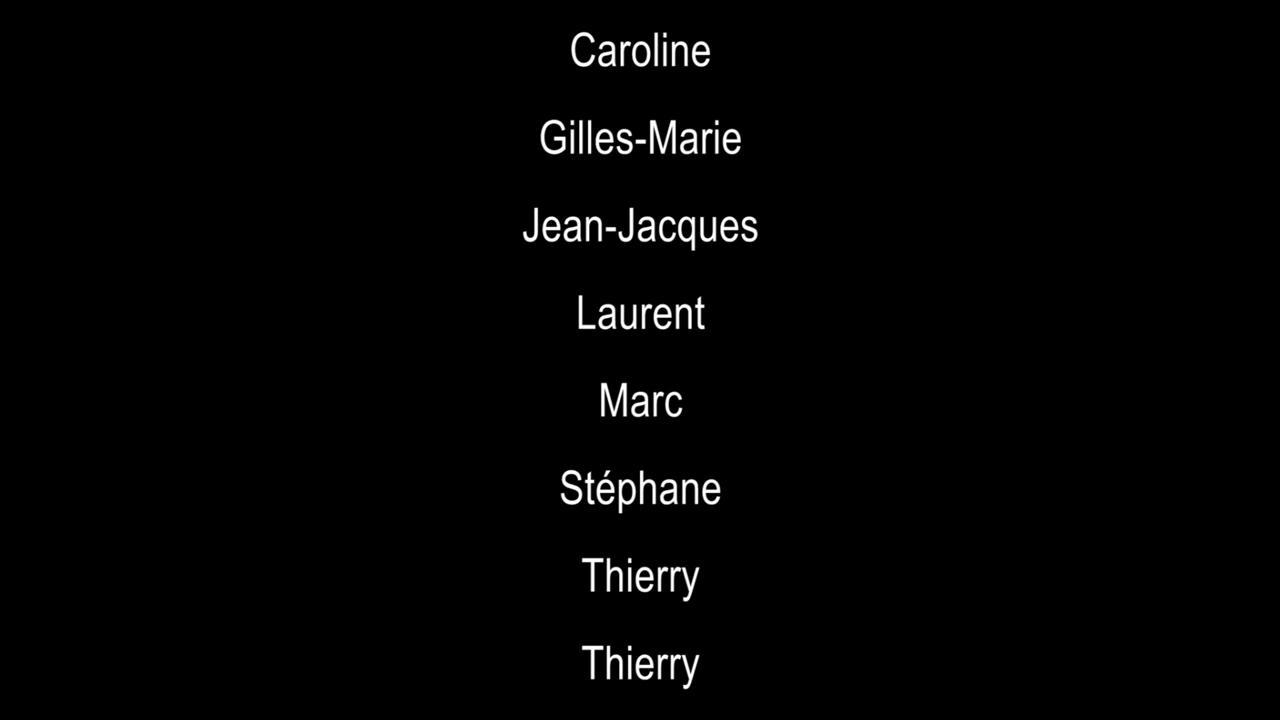 Caroline
Gilles-Marie
Jean-Jacques
Laurent
Marc
Stéphane
Thierry
Thierry